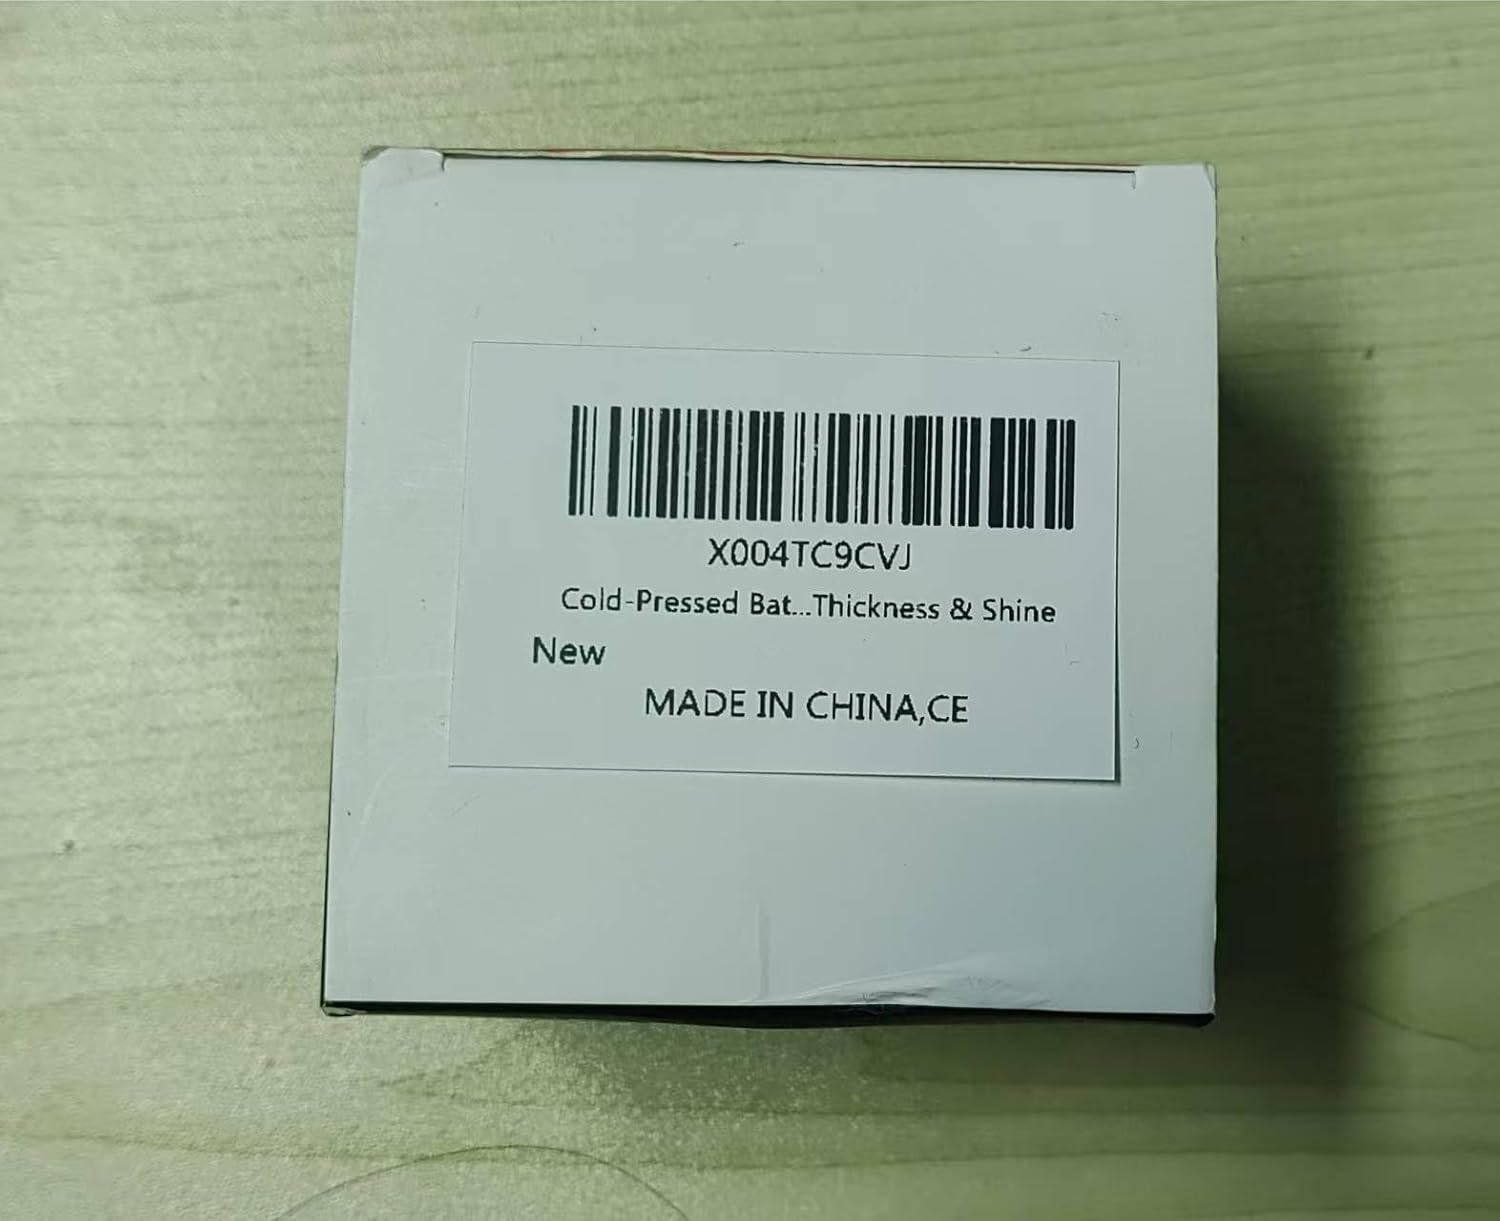 X004TC9CVJ
Cold-Pressed Bat...Thickness & Shine
New
MADE IN CHINA,CE